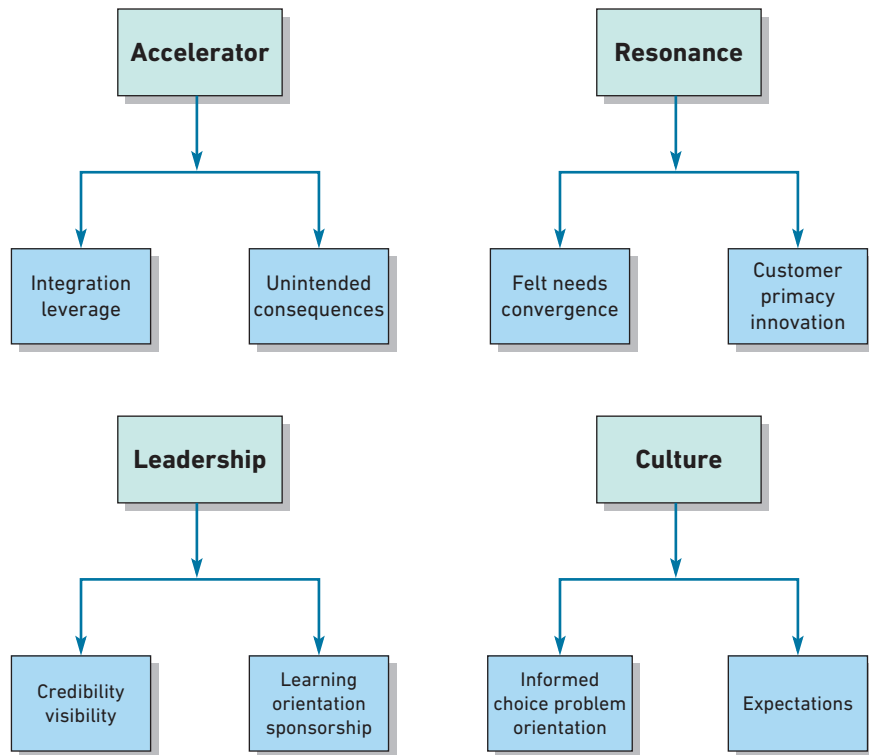 Accelerator
Integration
leverage
Unintended
consequences
Resonance
Felt needs
convergence
Customer
primacy
innovation
Leadership
Credibility
visibility
Learning
orientation
sponsorship
Culture
Informed
choice problem
orientation
Expectations